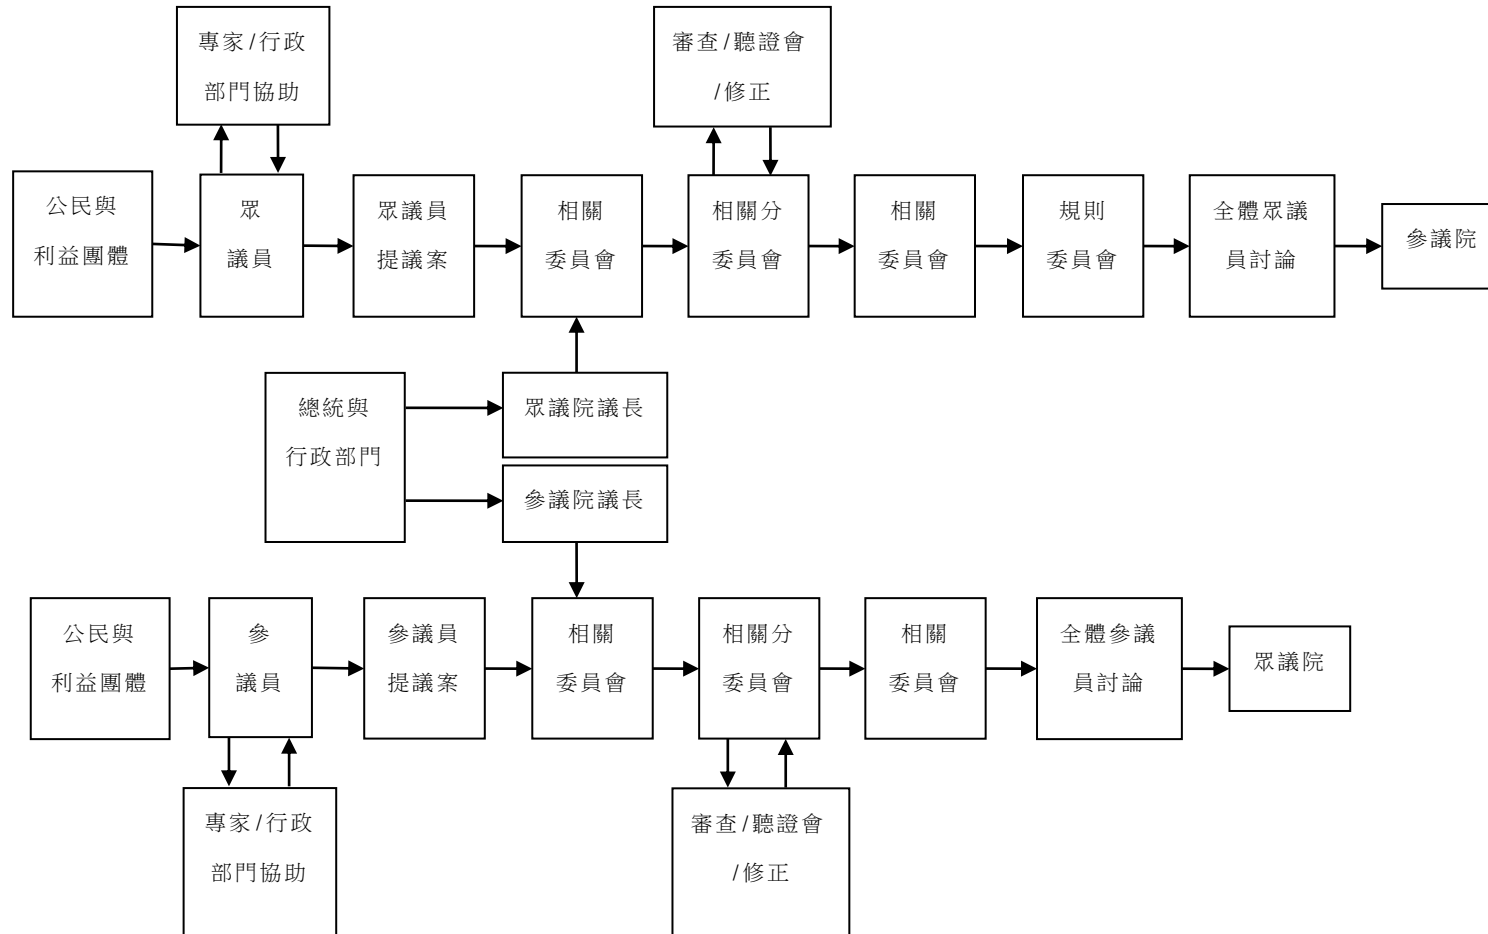 專家/行政
部門協助
審查/聽證會
/修正
公民與
利益團體
眾
議員
眾議員
提議案
相關
委員會
相關分
委員會
相關
委員會
規則
委員會
全體眾議
員討論
參議院
總統與
行政部門
眾議院議長
參議院議長
公民與
利益團體
參
議員
參議員
提議案
相關
委員會
相關分
委員會
相關
委員會
全體參議
員討論
眾議院
專家/行政
部門協助
審查/聽證會
/修正